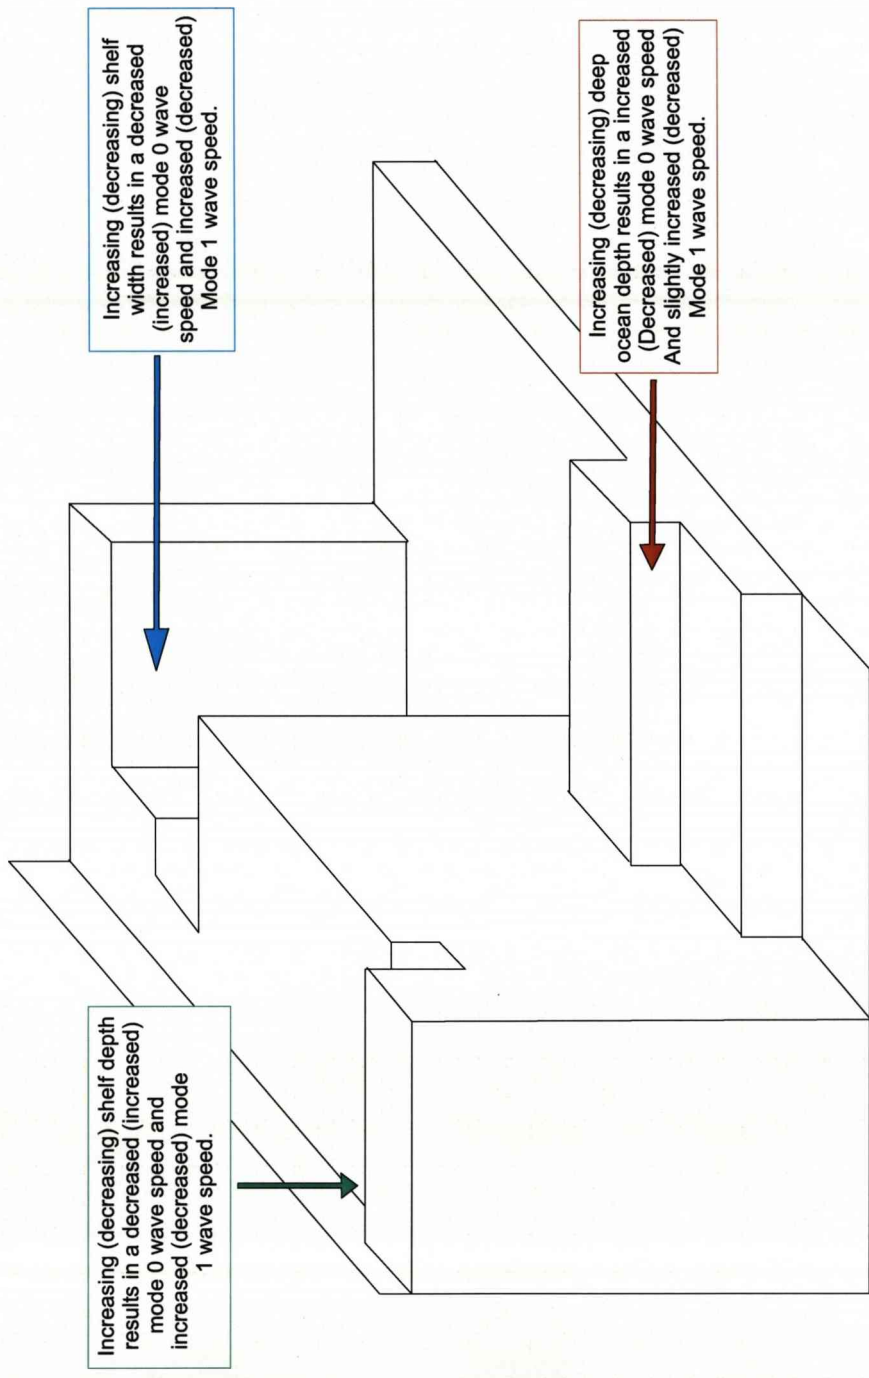 Increasing (decreasing) shelf depth
results in a decreased (increased)
mode 0 wave speed and
increased (decreased) mode
1 wave speed.
Increasing (decreasing) shelf
width results in a decreased
(increased) mode 0 wave
speed and increased (decreased)
Mode 1 wave speed.
Increasing (decreasing) deep
ocean depth results in a increased
(Decreased) mode 0 wave speed
And slightly increased (decreased)
Mode 1 wave speed.